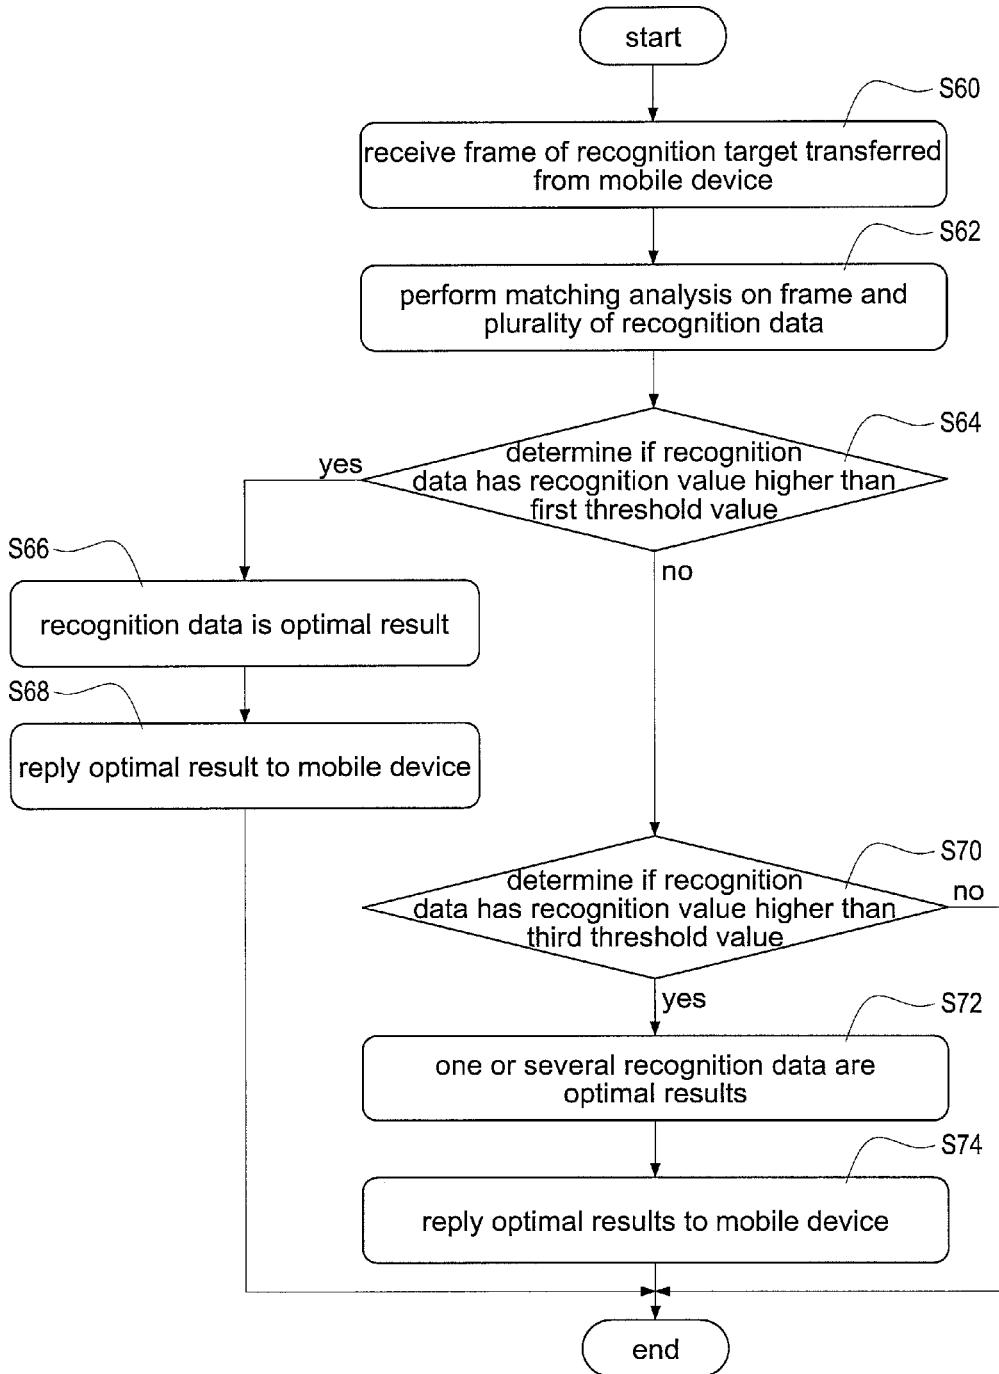 start
S60
receive frame of recognition target transferred
from mobile device
S62
perform matching analysis on frame and
plurality of recognition data
S64
determine if recognition
data has recognition value higher than
first threshold value
yes
no
S66
recognition data is optimal result
S68
reply optimal result to mobile device
S70
determine if recognition
data has recognition value higher than
third threshold value
no
yes
S72
one or several recognition data are
optimal results
S74
reply optimal results to mobile device
end